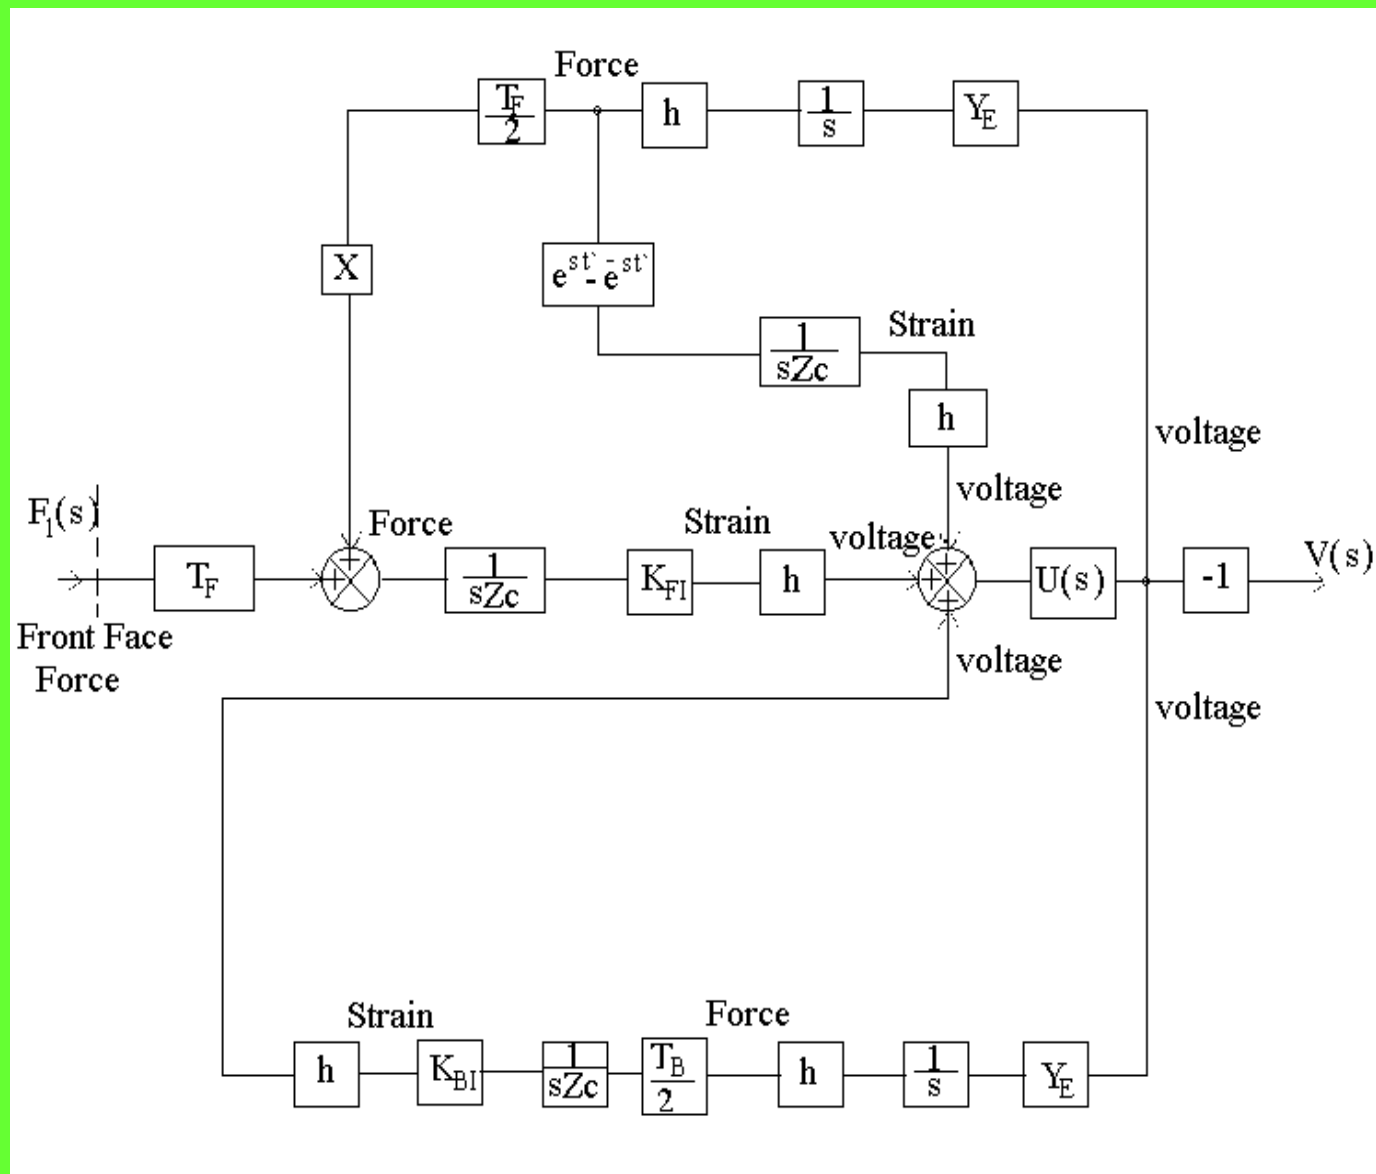 Force
T_F/2
h
1/s
Y_E
X
e^{st`} - e^{-st`}
1/sZc
Strain
h
voltage
voltage
F_1(s)
Force
Strain
voltage
V(s)
T_F
+
+
1/sZc
K_FI
h
+
+
+
U(s)
-1
Front Face
Force
voltage
voltage
Strain
Force
h
K_BI
1/sZc
T_B/2
h
1/s
Y_E